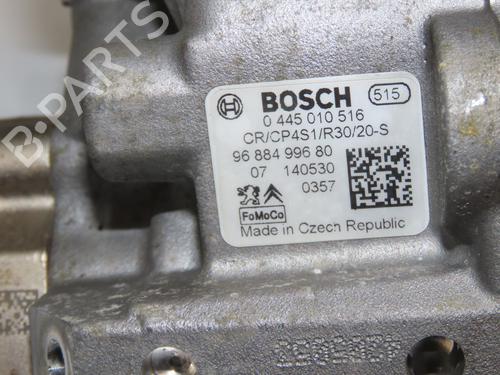 B-PARTS
BOSCH 515
0 445 010 516
CR/CP4S1/R30/20-S
96 884 996 80
07 140530
0357
FoMoCo
Made in Czech Republic